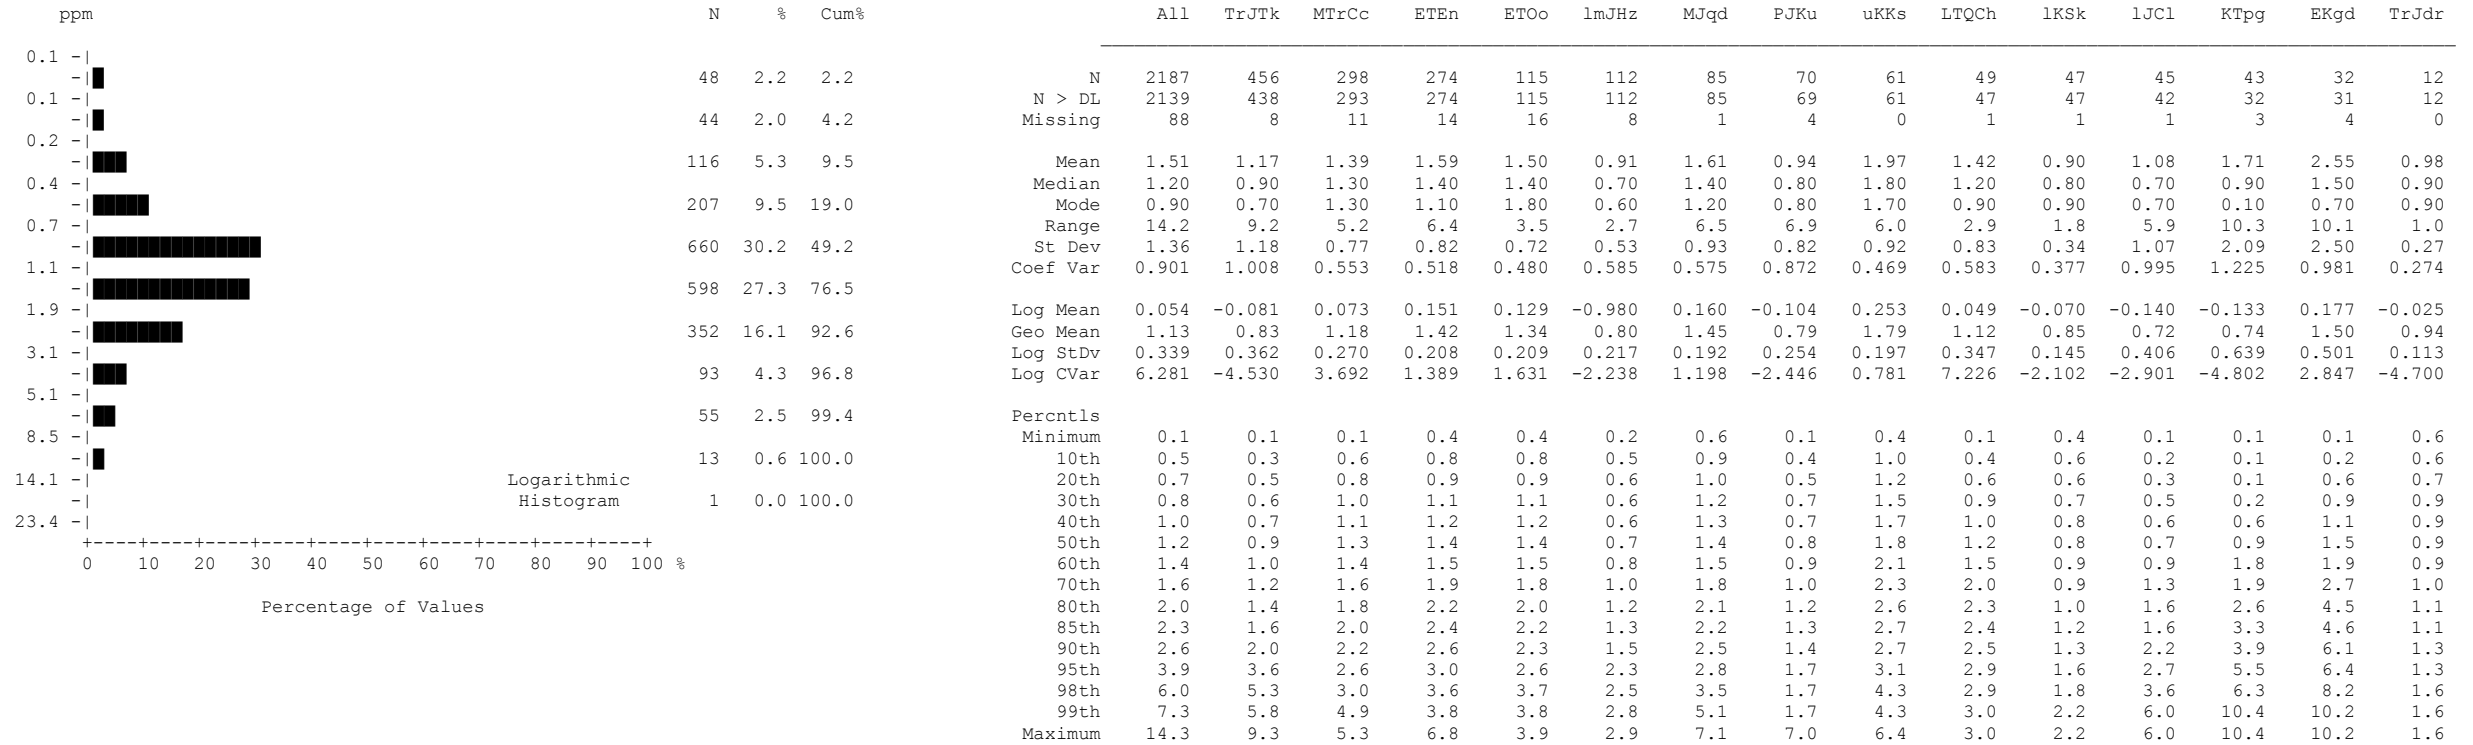 ppm N % Cum% All TrJTk MTrCc ETEn ETOo lmJHz MJqd PJKu uKKs LTQCh lKSk lJCl KTpg EKgd TrJdr
0.1 -|
-| 48 2.2 2.2 N 2187 456 298 274 115 112 85 70 61 49 47 45 43 32 12
0.1 -| N > DL 2139 438 293 274 115 112 85 69 61 47 47 42 32 31 12
-| 44 2.0 4.2 Missing 88 8 11 14 16 8 1 4 0 1 1 1 3 4 0
0.2 -|
-| 116 5.3 9.5 Mean 1.51 1.17 1.39 1.59 1.50 0.91 1.61 0.94 1.97 1.42 0.90 1.08 1.71 2.55 0.98
0.4 -| Median 1.20 0.90 1.30 1.40 1.40 0.70 1.40 0.80 1.80 1.20 0.80 0.70 0.90 1.50 0.90
-| 207 9.5 19.0 Mode 0.90 0.70 1.30 1.10 1.80 0.60 1.20 0.80 1.70 0.90 0.90 0.70 0.10 0.70 0.90
0.7 -| Range 14.2 9.2 5.2 6.4 3.5 2.7 6.5 6.9 6.0 2.9 1.8 5.9 10.3 10.1 1.0
-| 660 30.2 49.2 St Dev 1.36 1.18 0.77 0.82 0.72 0.53 0.93 0.82 0.92 0.83 0.34 1.07 2.09 2.50 0.27
1.1 -| Coef Var 0.901 1.008 0.553 0.518 0.480 0.585 0.575 0.872 0.469 0.583 0.377 0.995 1.225 0.981 0.274
-| 598 27.3 76.5
1.9 -| Log Mean 0.054 -0.081 0.073 0.151 0.129 -0.980 0.160 -0.104 0.253 0.049 -0.070 -0.140 -0.133 0.177 -0.025
-| 352 16.1 92.6 Geo Mean 1.13 0.83 1.18 1.42 1.34 0.80 1.45 0.79 1.79 1.12 0.85 0.72 0.74 1.50 0.94
3.1 -| Log StDv 0.339 0.362 0.270 0.208 0.209 0.217 0.192 0.254 0.197 0.347 0.145 0.406 0.639 0.501 0.113
-| 93 4.3 96.8 Log CVar 6.281 -4.530 3.692 1.389 1.631 -2.238 1.198 -2.446 0.781 7.226 -2.102 -2.901 -4.802 2.847 -4.700
5.1 -|
-| 55 2.5 99.4 Percntls
8.5 -| Minimum 0.1 0.1 0.1 0.4 0.4 0.2 0.6 0.1 0.4 0.1 0.4 0.1 0.1 0.1 0.6
-| 13 0.6 100.0 10th 0.5 0.3 0.6 0.8 0.8 0.5 0.9 0.4 1.0 0.4 0.6 0.2 0.1 0.2 0.6
14.1 -| Logarithmic 20th 0.7 0.5 0.8 0.9 0.9 0.6 1.0 0.5 1.2 0.6 0.6 0.3 0.1 0.6 0.7
-| Histogram 1 0.0 100.0 30th 0.8 0.6 1.0 1.1 1.1 0.6 1.2 0.7 1.5 0.9 0.7 0.5 0.2 0.9 0.9
23.4 -| 40th 1.0 0.7 1.1 1.2 1.2 0.6 1.3 0.7 1.7 1.0 0.8 0.6 0.6 1.1 0.9
+----+----+----+----+----+----+----+----+----+----+ 50th 1.2 0.9 1.3 1.4 1.4 0.7 1.4 0.8 1.8 1.2 0.8 0.7 0.9 1.5 0.9
0 10 20 30 40 50 60 70 80 90 100 % 60th 1.4 1.0 1.4 1.5 1.5 0.8 1.5 0.9 2.1 1.5 0.9 0.9 1.8 1.9 0.9
70th 1.6 1.2 1.6 1.9 1.8 1.0 1.8 1.0 2.3 2.0 0.9 1.3 1.9 2.7 1.0
Percentage of Values 80th 2.0 1.4 1.8 2.2 2.0 1.2 2.1 1.2 2.6 2.3 1.0 1.6 2.6 4.5 1.1
85th 2.3 1.6 2.0 2.4 2.2 1.3 2.2 1.3 2.7 2.4 1.2 1.6 3.3 4.6 1.1
90th 2.6 2.0 2.2 2.6 2.3 1.5 2.5 1.4 2.7 2.5 1.3 2.2 3.9 6.1 1.3
95th 3.9 3.6 2.6 3.0 2.6 2.3 2.8 1.7 3.1 2.9 1.6 2.7 5.5 6.4 1.3
98th 6.0 5.3 3.0 3.6 3.7 2.5 3.5 1.7 4.3 2.9 1.8 3.6 6.3 8.2 1.6
99th 7.3 5.8 4.9 3.8 3.8 2.8 5.1 1.7 4.3 3.0 2.2 6.0 10.4 10.2 1.6
Maximum 14.3 9.3 5.3 6.8 3.9 2.9 7.1 7.0 6.4 3.0 2.2 6.0 10.4 10.2 1.6